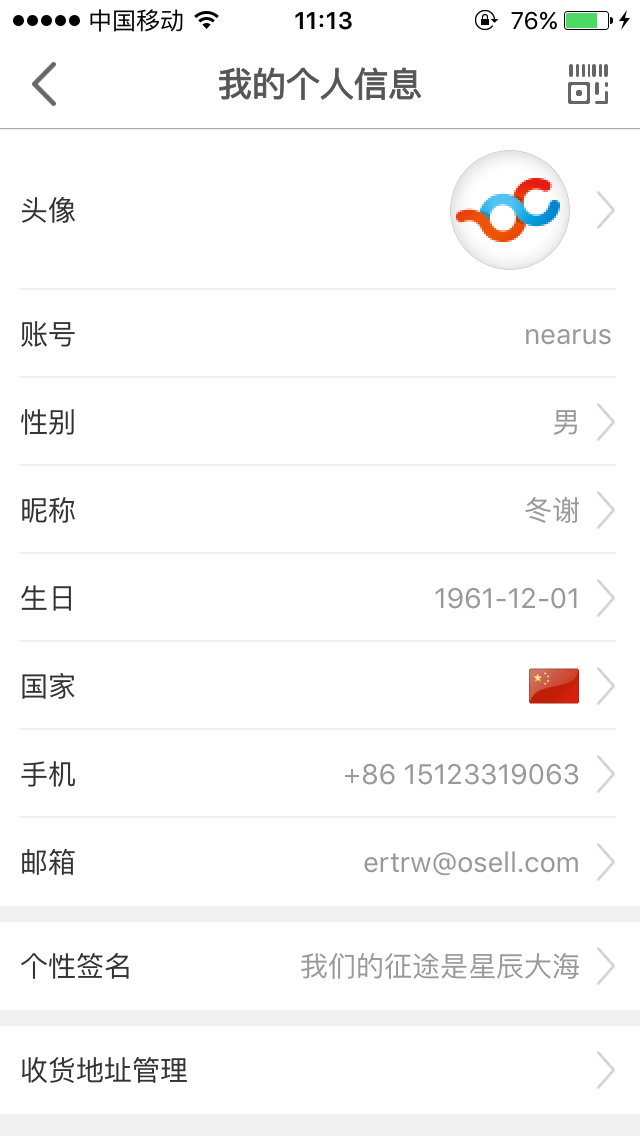 中国移动 11:13 76%
我的个人信息
头像
账号 nearus
性别 男
昵称 冬谢
生日 1961-12-01
国家
手机 +86 15123319063
邮箱 ertrw@osell.com
个性签名 我们的征途是星辰大海
收货地址管理